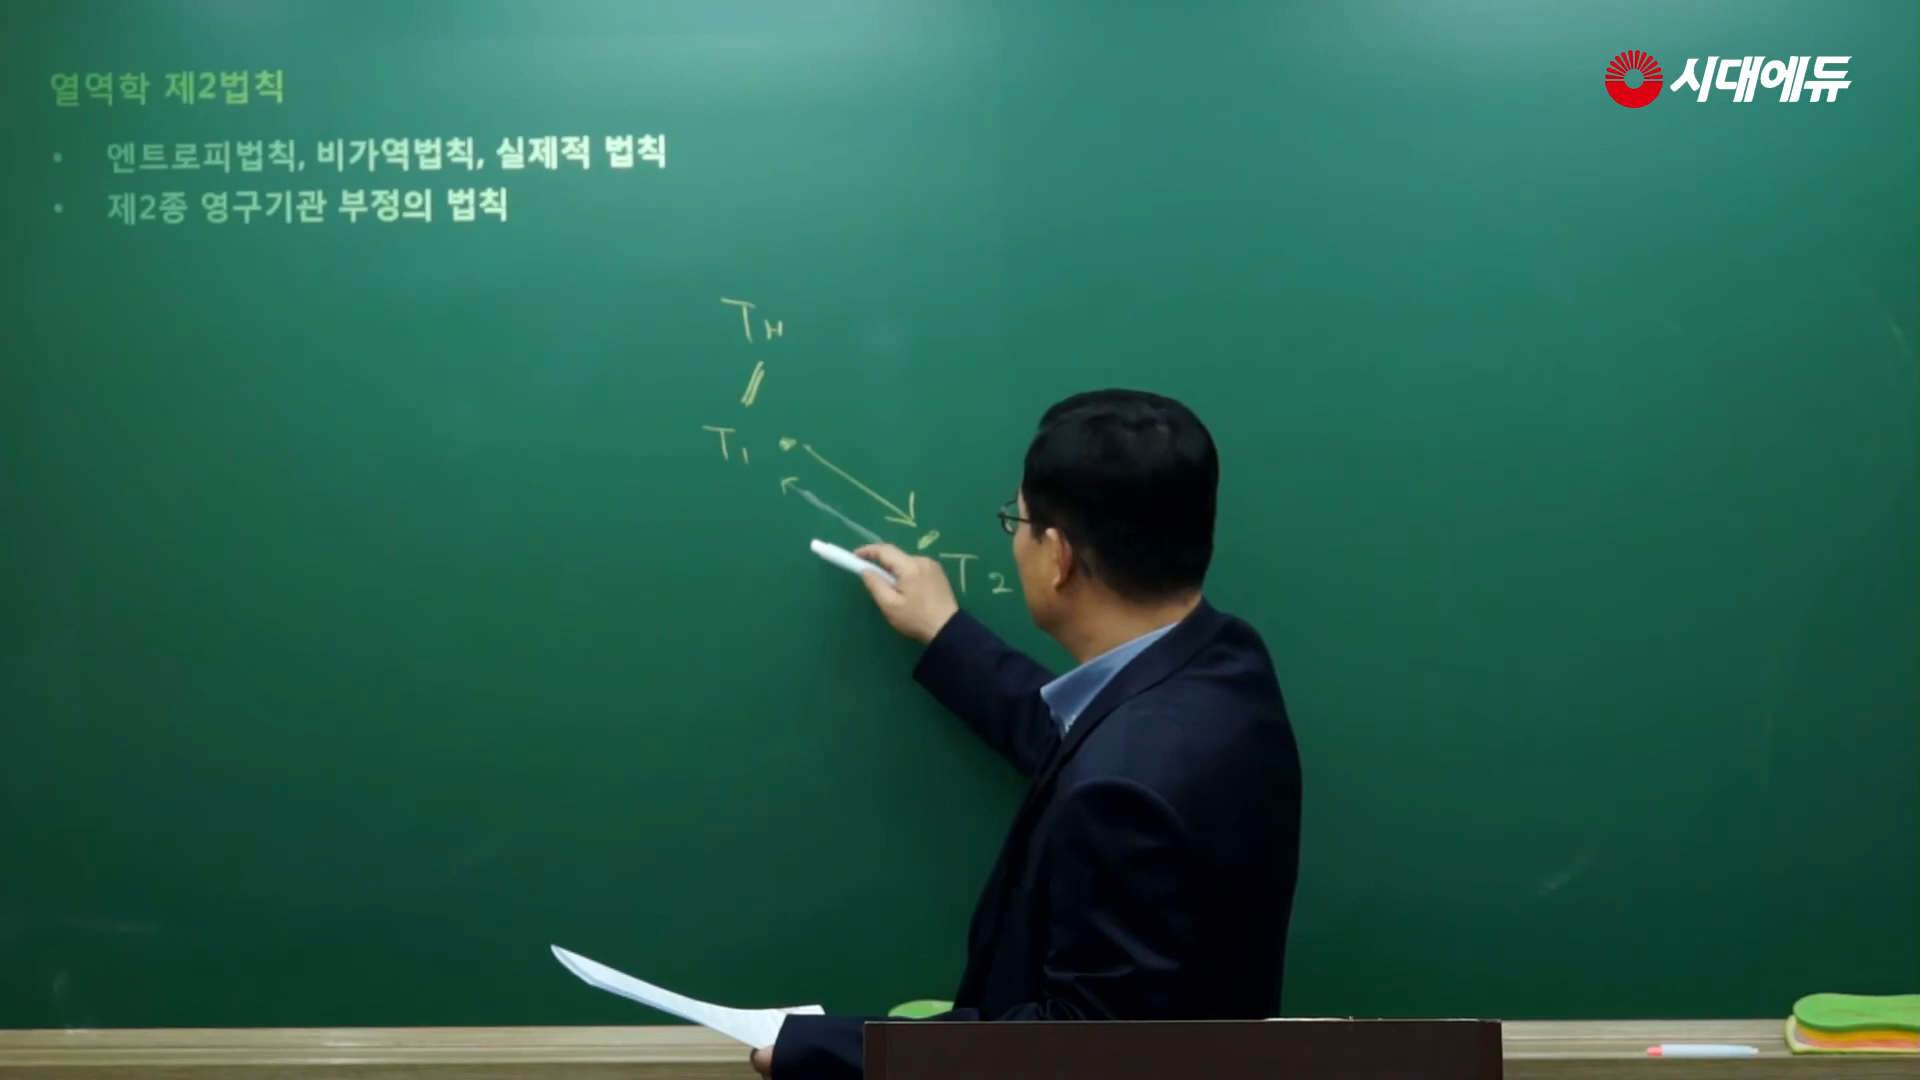 시대에듀
열역학 제2법칙
• 엔트로피법칙, 비가역법칙, 실제적 법칙
• 제2종 영구기관 부정의 법칙
TH
T1
T2